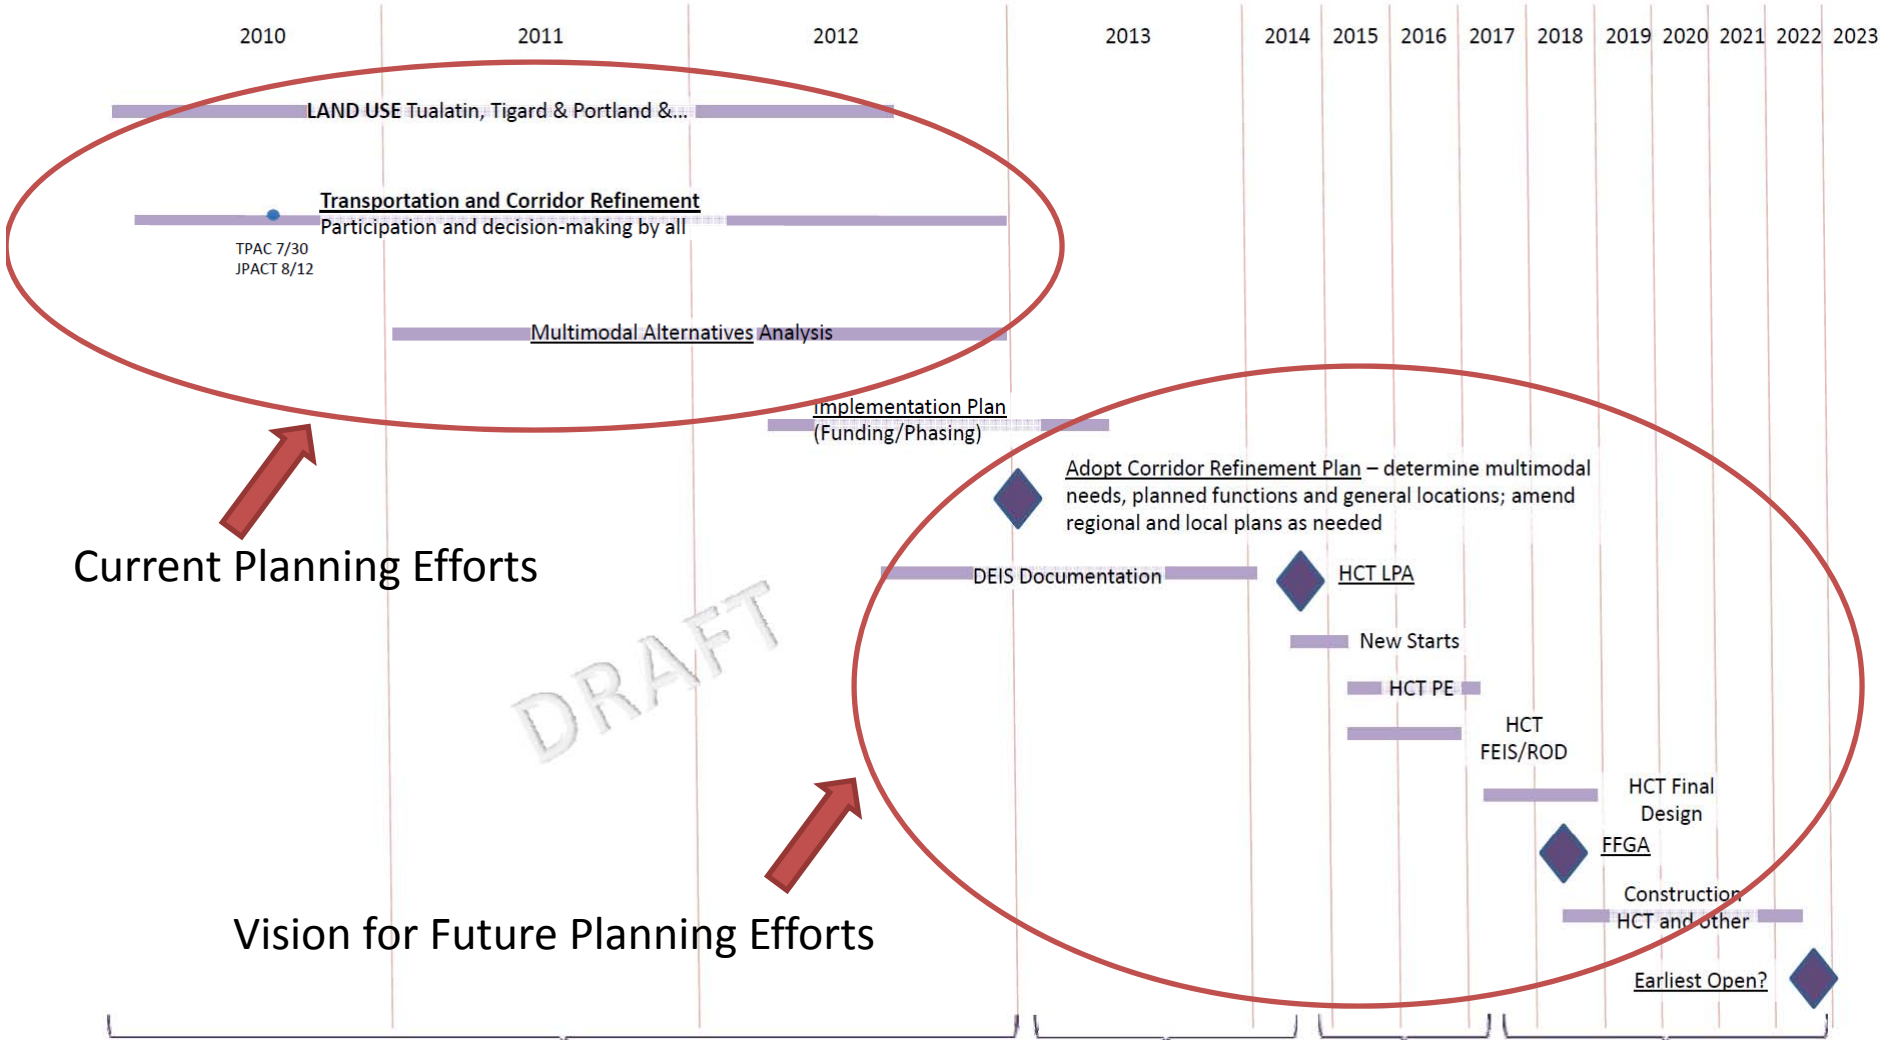 2010 2011 2012 2013 2014 2015 2016 2017 2018 2019 2020 2021 2022 2023
LAND USE Tualatin, Tigard & Portland &...
Transportation and Corridor Refinement
Participation and decision-making by all
TPAC 7/30
JPACT 8/12
Multimodal Alternatives Analysis
Implementation Plan
(Funding/Phasing)
Adopt Corridor Refinement Plan – determine multimodal
needs, planned functions and general locations; amend
regional and local plans as needed
Current Planning Efforts
DEIS Documentation
HCT LPA
DRAFT
New Starts
HCT PE
HCT
FEIS/ROD
HCT Final
Design
FFGA
Construction
HCT and other
Vision for Future Planning Efforts
Earliest Open?